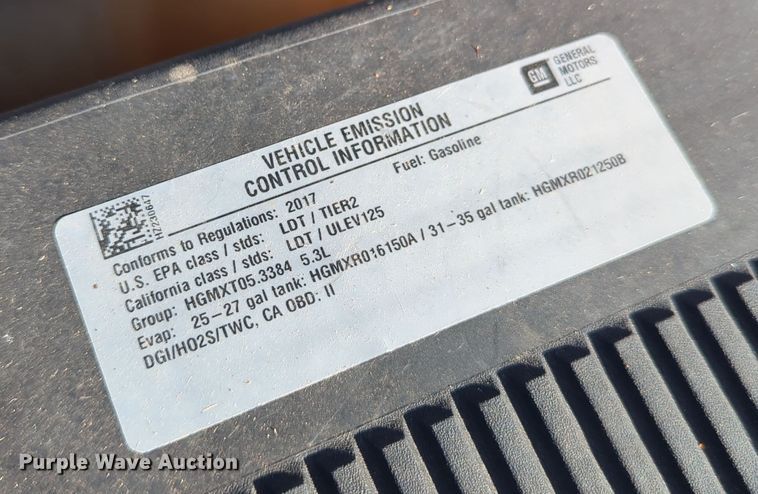 GM
GENERAL
MOTORS
LLC
VEHICLE EMISSION
CONTROL INFORMATION
Fuel: Gasoline
HZ230647
Conforms to Regulations: 2017
U.S. EPA class / stds: LDT / TIER2
California class / stds: LDT / ULEV125
Group: HGMXT05.3384 5.3L
Evap: 25-27 gal tank: HGMXR0161 50A / 31-35 gal tank: HGMXR021250B
DGI/HO2S/TWC, CA OBD: II
Purple Wave Auction